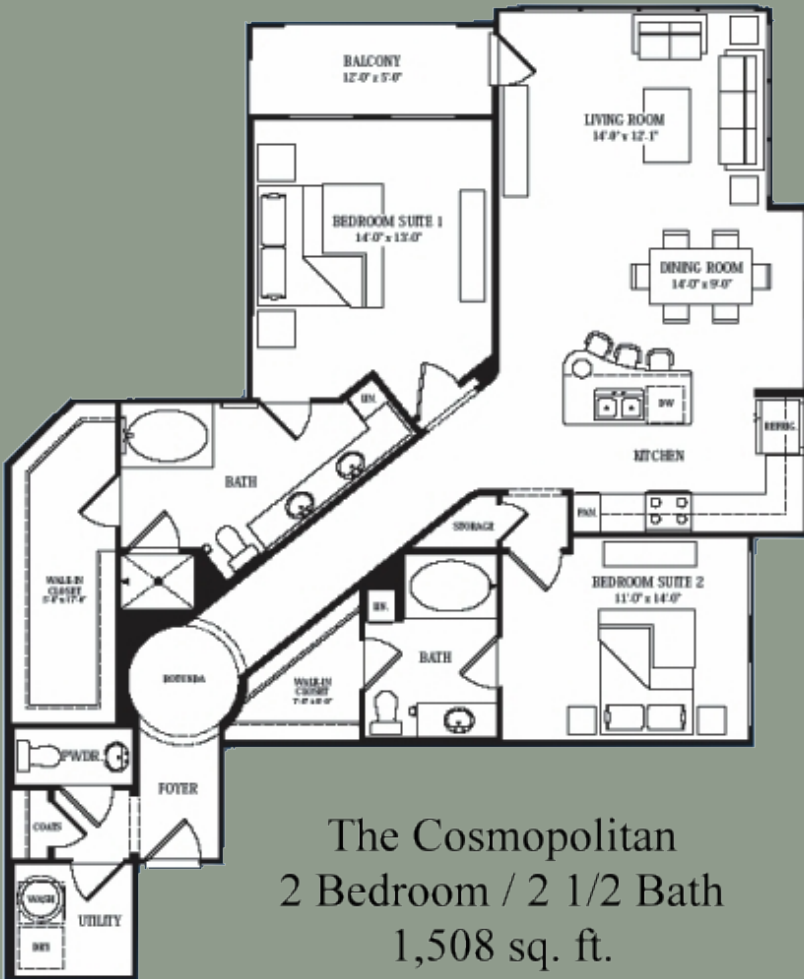 BALCONY
12'-0" x 5'-0"
LIVING ROOM
14'-0" x 12'-1"
BEDROOM SUITE 1
14'-0" x 13'-0"
DINING ROOM
14'-0" x 9'-0"
LIN.
DW
REFRIG.
BATH
KITCHEN
PAN.
STORAGE
WALK-IN
CLOSET
BEDROOM SUITE 2
11'-0" x 14'-0"
LIN.
BATH
ROTUNDA
WALK-IN
CLOSET
PWDR.
FOYER
COATS
WASH
DRY
UTILITY
The Cosmopolitan
2 Bedroom / 2 1/2 Bath
1,508 sq. ft.